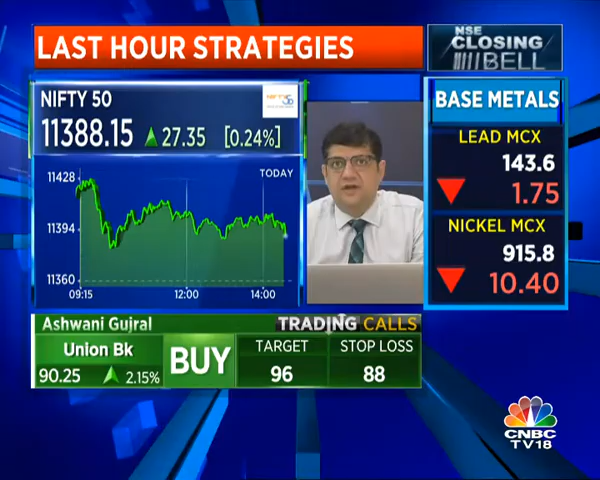 LAST HOUR STRATEGIES
NSE
CLOSING
BELL
NIFTY 50
11388.15 27.35 [0.24%]
TODAY
11428
11394
11360
09:15 12:00 14:00
BASE METALS
LEAD MCX
143.6
1.75
NICKEL MCX
915.8
10.40
Ashwani Gujral
TRADING CALLS
Union Bk
90.25 2.15%
BUY
TARGET
96
STOP LOSS
88
CNBC
TV18